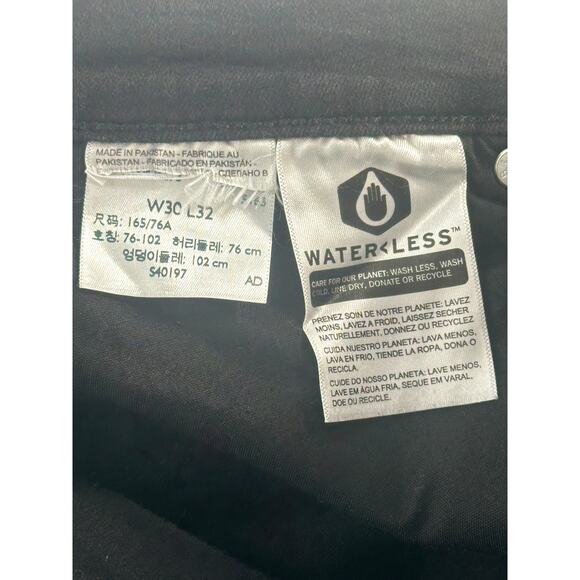 MADE IN PAKISTAN - FABRIQUE AU
PAKISTAN - FABRICADO EN PAKISTÁN-
СДЕЛАНО В
W30 L32
尺码: 165/76A
호칭: 76-102 허리둘레: 76 cm
엉덩이둘레: 102 cm
S40197
AD
WATER<LESS™
CARE FOR OUR PLANET: WASH LESS, WASH
COLD, LINE DRY, DONATE OR RECYCLE
PRENEZ SOIN DE NOTRE PLANETE: LAVEZ
MOINS, LAVEZ A FROID, LAISSEZ SECHER
NATURELLEMENT, DONNEZ OU RECYCLEZ
CUIDA NUESTRO PLANETA: LAVA MENOS,
LAVA EN FRIO, TIENDE LA ROPA, DONA O
RECICLA.
CUIDE DO NOSSO PLANETA: LAVE MENOS,
LAVE EM ÁGUA FRIA, SEQUE EM VARAL,
DOE OU RECICLE.